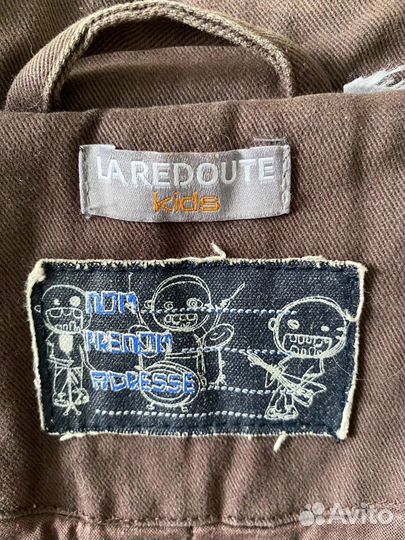 LA REDOUTE
kids
NOM
PRENOM
ADRESSE
Avito